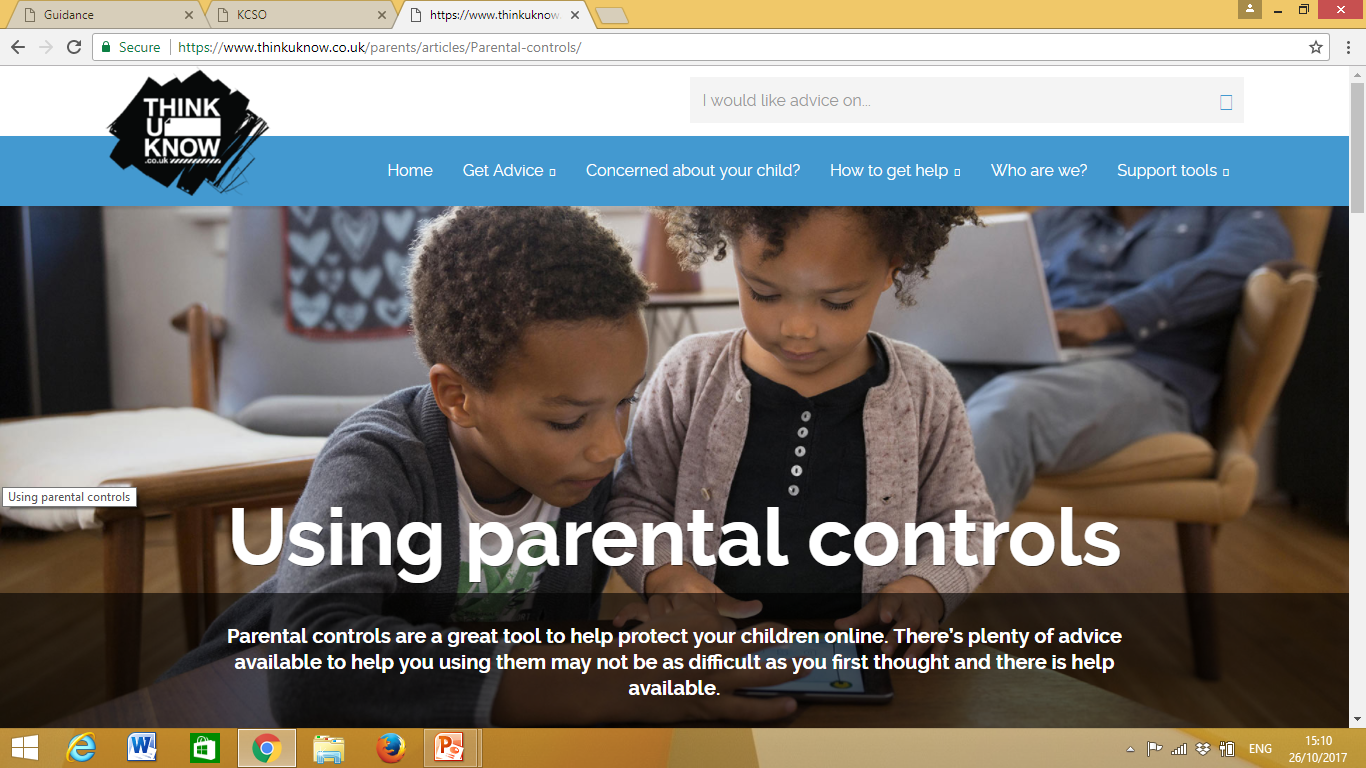 Guidance
KCSO
https://www.thinkuknow.
Secure
https://www.thinkuknow.co.uk/parents/articles/Parental-controls/
THINK
U
KNOW
.co.uk
I would like advice on...
Home Get Advice Concerned about your child? How to get help Who are we? Support tools
Using parental controls
Using parental controls
Parental controls are a great tool to help protect your children online. There's plenty of advice
available to help you using them may not be as difficult as you first thought and there is help
available.
ENG
15:10
26/10/2017